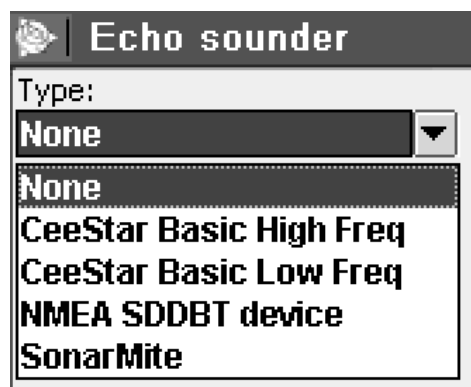 Echo sounder
Type:
None
None
CeeStar Basic High Freq
CeeStar Basic Low Freq
NMEA SDDBT device
SonarMite